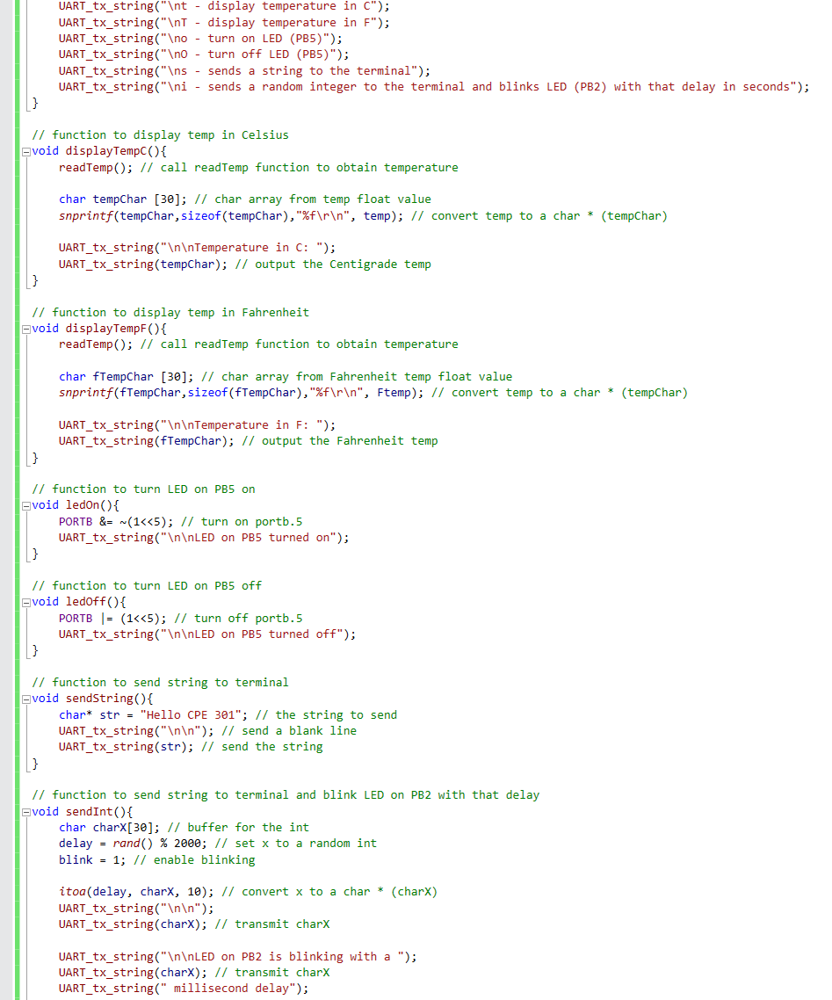 UART_tx_string("\nt - display temperature in C");
UART_tx_string("\nT - display temperature in F");
UART_tx_string("\no - turn on LED (PB5)");
UART_tx_string("\nO - turn off LED (PB5)");
UART_tx_string("\ns - sends a string to the terminal");
UART_tx_string("\ni - sends a random integer to the terminal and blinks LED (PB2) with that delay in seconds");
}
// function to display temp in Celsius
void displayTempC(){
readTemp(); // call readTemp function to obtain temperature
char tempChar [30]; // char array from temp float value
snprintf(tempChar,sizeof(tempChar),"%f\r\n", temp); // convert temp to a char * (tempChar)
UART_tx_string("\n\nTemperature in C: ");
UART_tx_string(tempChar); // output the Centigrade temp
}
// function to display temp in Fahrenheit
void displayTempF(){
readTemp(); // call readTemp function to obtain temperature
char fTempChar [30]; // char array from Fahrenheit temp float value
snprintf(fTempChar,sizeof(fTempChar),"%f\r\n", Ftemp); // convert temp to a char * (tempChar)
UART_tx_string("\n\nTemperature in F: ");
UART_tx_string(fTempChar); // output the Fahrenheit temp
}
// function to turn LED on PB5 on
void ledOn(){
PORTB &= ~(1<<5); // turn on portb.5
UART_tx_string("\n\nLED on PB5 turned on");
}
// function to turn LED on PB5 off
void ledOff(){
PORTB |= (1<<5); // turn off portb.5
UART_tx_string("\n\nLED on PB5 turned off");
}
// function to send string to terminal
void sendString(){
char* str = "Hello CPE 301"; // the string to send
UART_tx_string("\n\n"); // send a blank line
UART_tx_string(str); // send the string
}
// function to send string to terminal and blink LED on PB2 with that delay
void sendInt(){
char charX[30]; // buffer for the int
delay = rand() % 2000; // set x to a random int
blink = 1; // enable blinking
itoa(delay, charX, 10); // convert x to a char * (charX)
UART_tx_string("\n\n");
UART_tx_string(charX); // transmit charX
UART_tx_string("\n\nLED on PB2 is blinking with a ");
UART_tx_string(charX); // transmit charX
UART_tx_string(" millisecond delay");